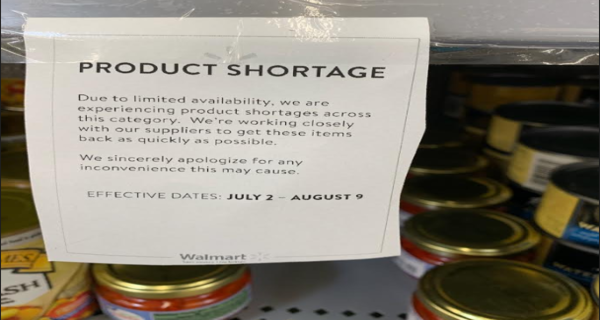 PRODUCT SHORTAGE
Due to limited availability, we are
experiencing product shortages across
this category. We're working closely
with our suppliers to get these items
back as quickly as possible.
We sincerely apologize for any
inconvenience this may cause.
EFFECTIVE DATES: JULY 2 – AUGUST 9
Walmart